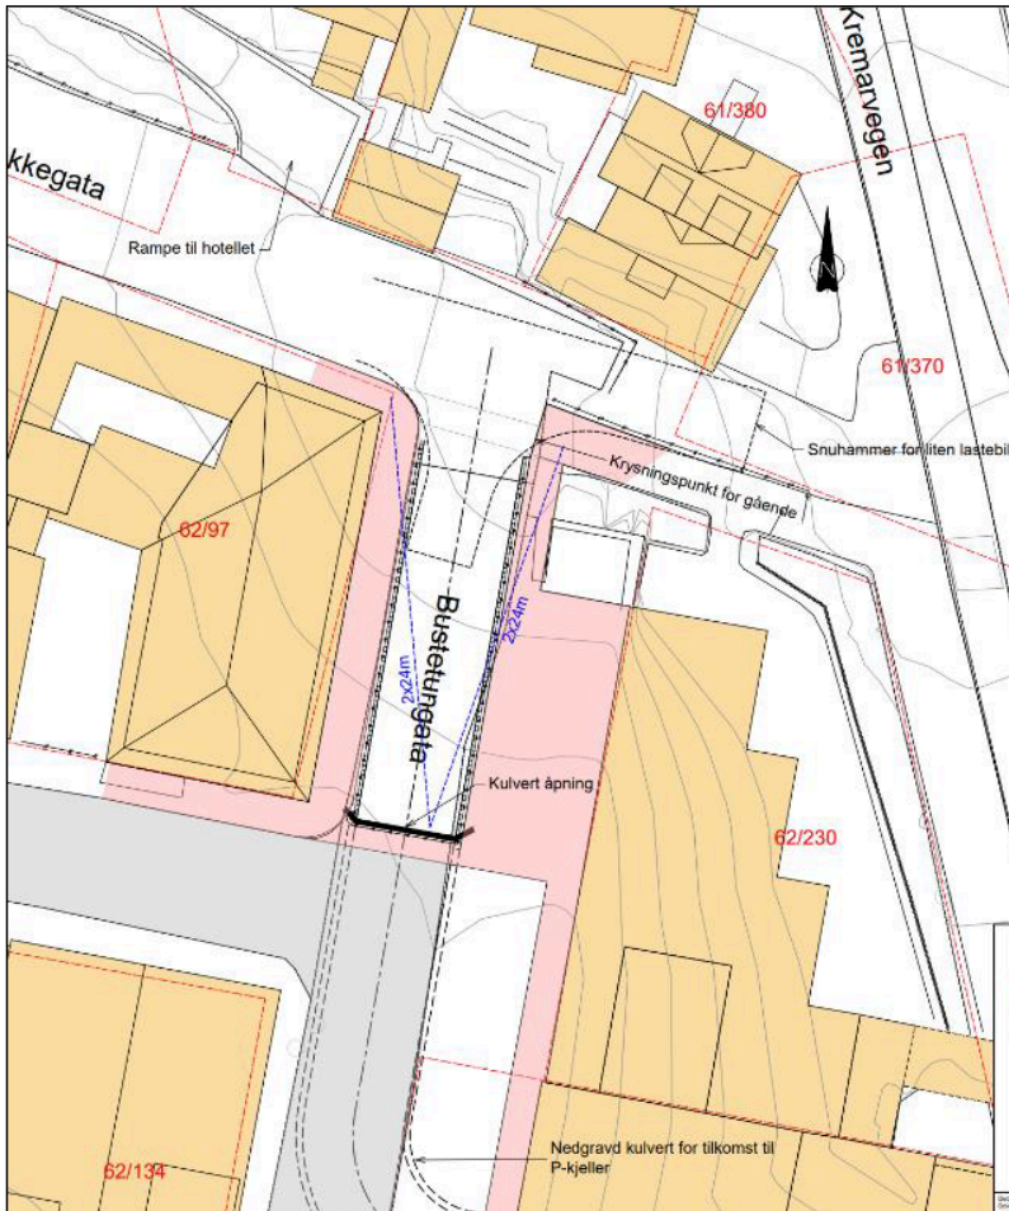 Kremarvegen
61/380
kkegata
Rampe til hotellet
N
61/370
Snuhammer for liten lastebil
Krysningspunkt for gående
62/97
2x24m
2x24m
Bustetungata
Kulvert åpning
62/230
Nedgravd kulvert for tilkomst til
P-kjeller
62/134